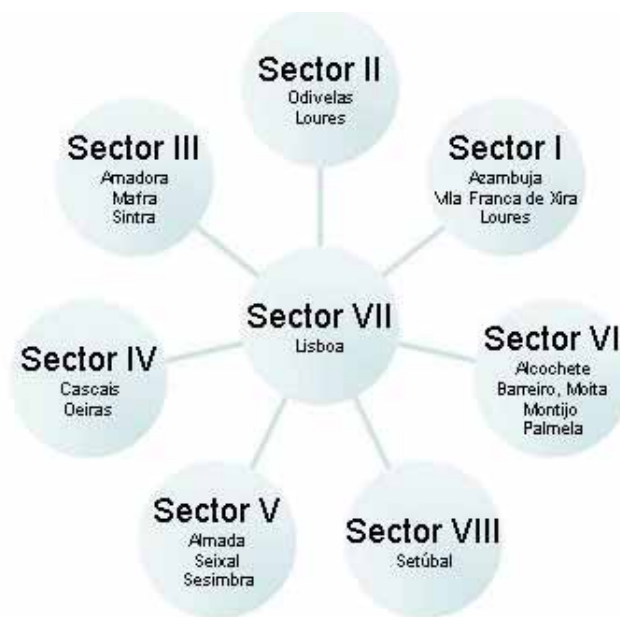 Sector II
Odivelas
Loures
Sector III
Amadora
Mafra
Sintra
Sector I
Azambuja
Vila Franca de Xira
Loures
Sector VII
Lisboa
Sector IV
Cascais
Oeiras
Sector VI
Alcochete
Barreiro, Moita
Montijo
Palmela
Sector V
Almada
Seixal
Sesimbra
Sector VIII
Setúbal